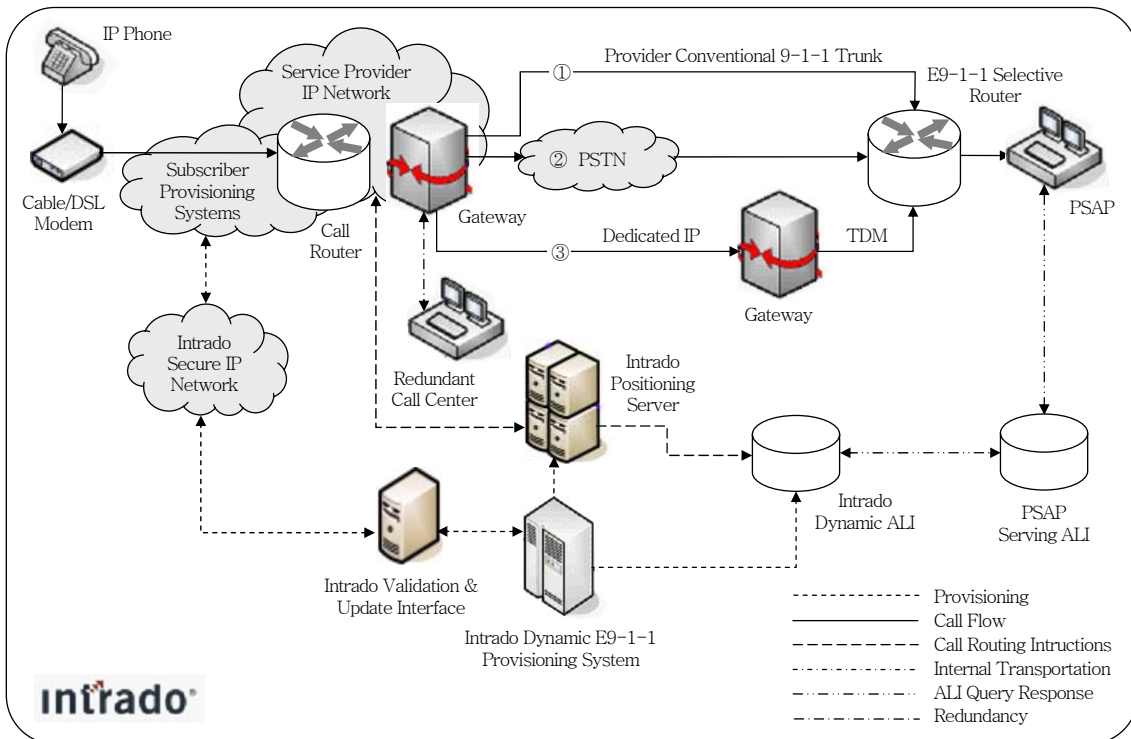 IP Phone
Cable/DSL
Modem
Service Provider
IP Network
Subscriber
Provisioning
Systems
Call
Router
Gateway
① Provider Conventional 9-1-1 Trunk
② PSTN
③ Dedicated IP
Gateway
TDM
E9-1-1 Selective
Router
PSAP
Intrado
Secure IP
Network
Redundant
Call Center
Intrado
Positioning
Server
Intrado
Dynamic ALI
PSAP
Serving ALI
Intrado Validation &
Update Interface
Intrado Dynamic E9-1-1
Provisioning System
Provisioning
Call Flow
Call Routing Intructions
Internal Transportation
ALI Query Response
Redundancy
intrado®